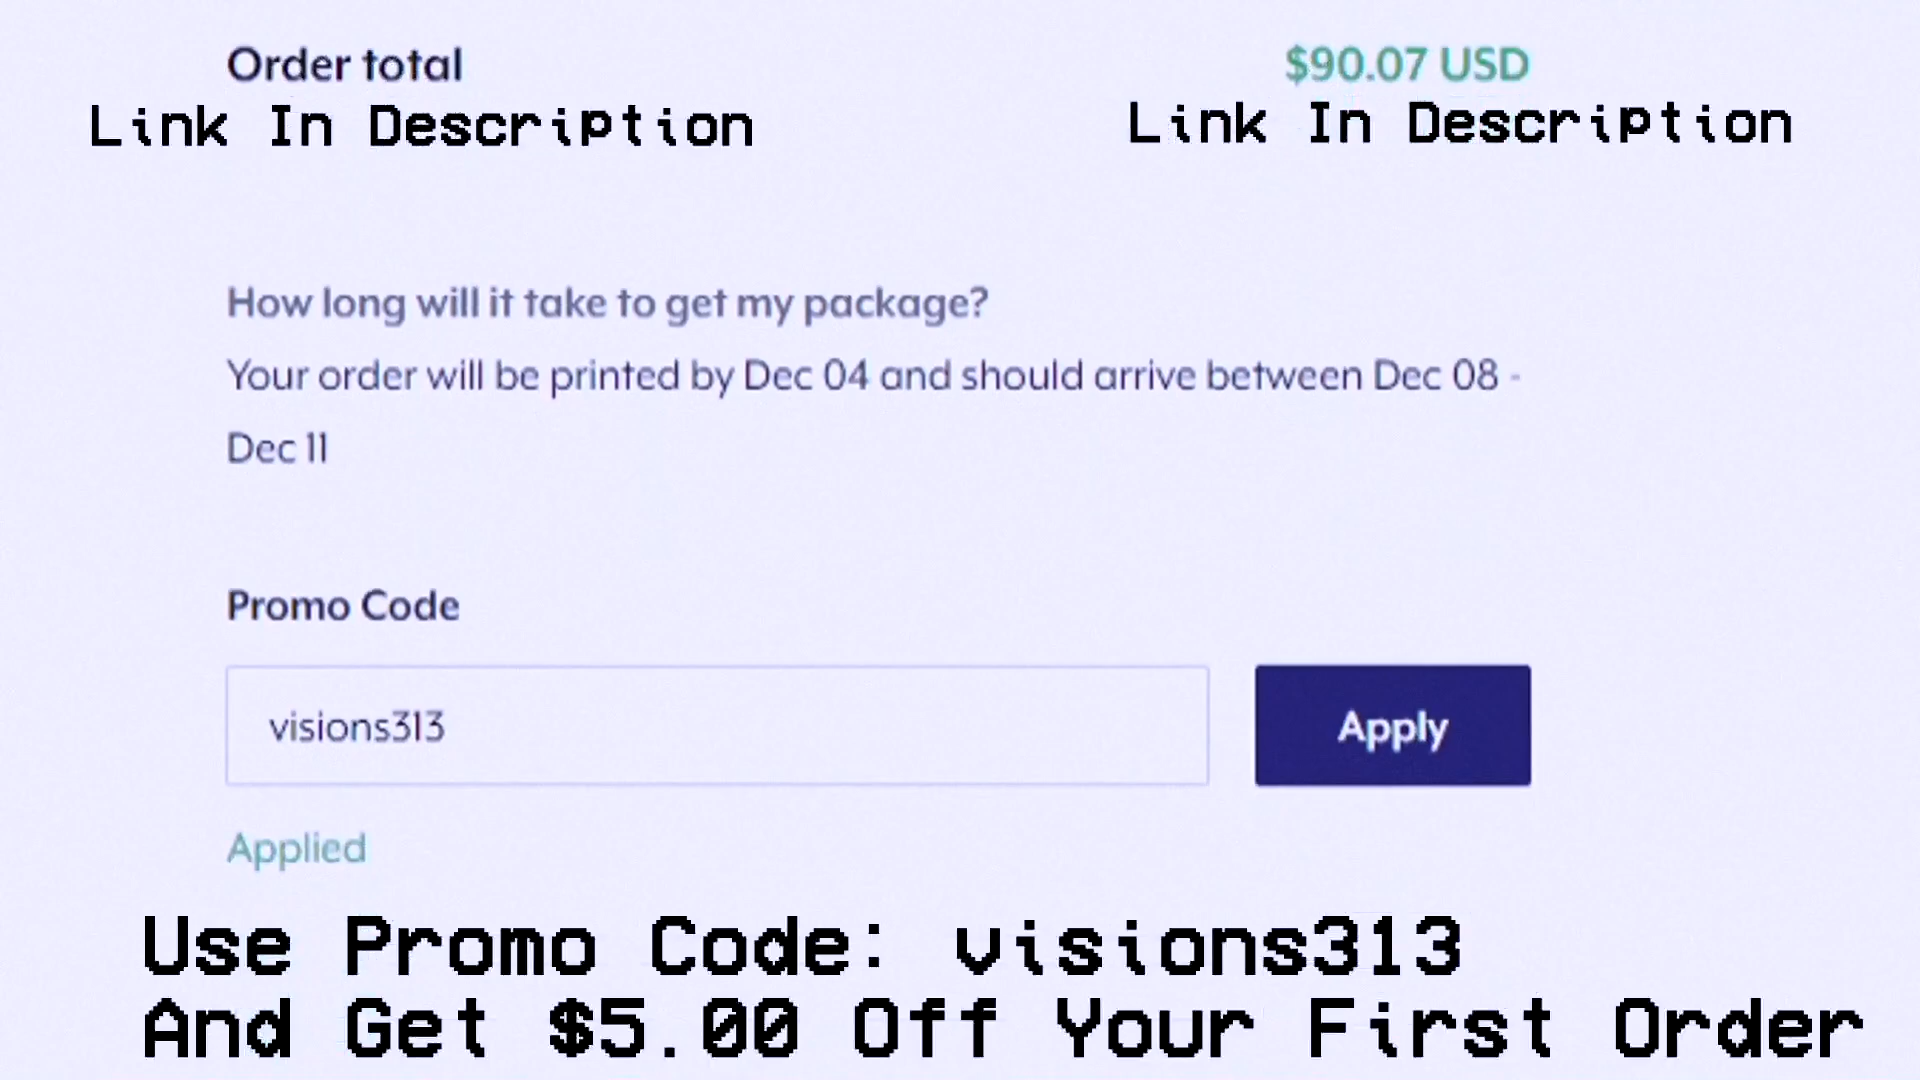 Order total $90.07 USD
Link In Description Link In Description
How long will it take to get my package?
Your order will be printed by Dec 04 and should arrive between Dec 08 -
Dec 11
Promo Code
visions313 Apply
Applied
Use Promo Code: visions313
And Get $5.00 Off Your First Order